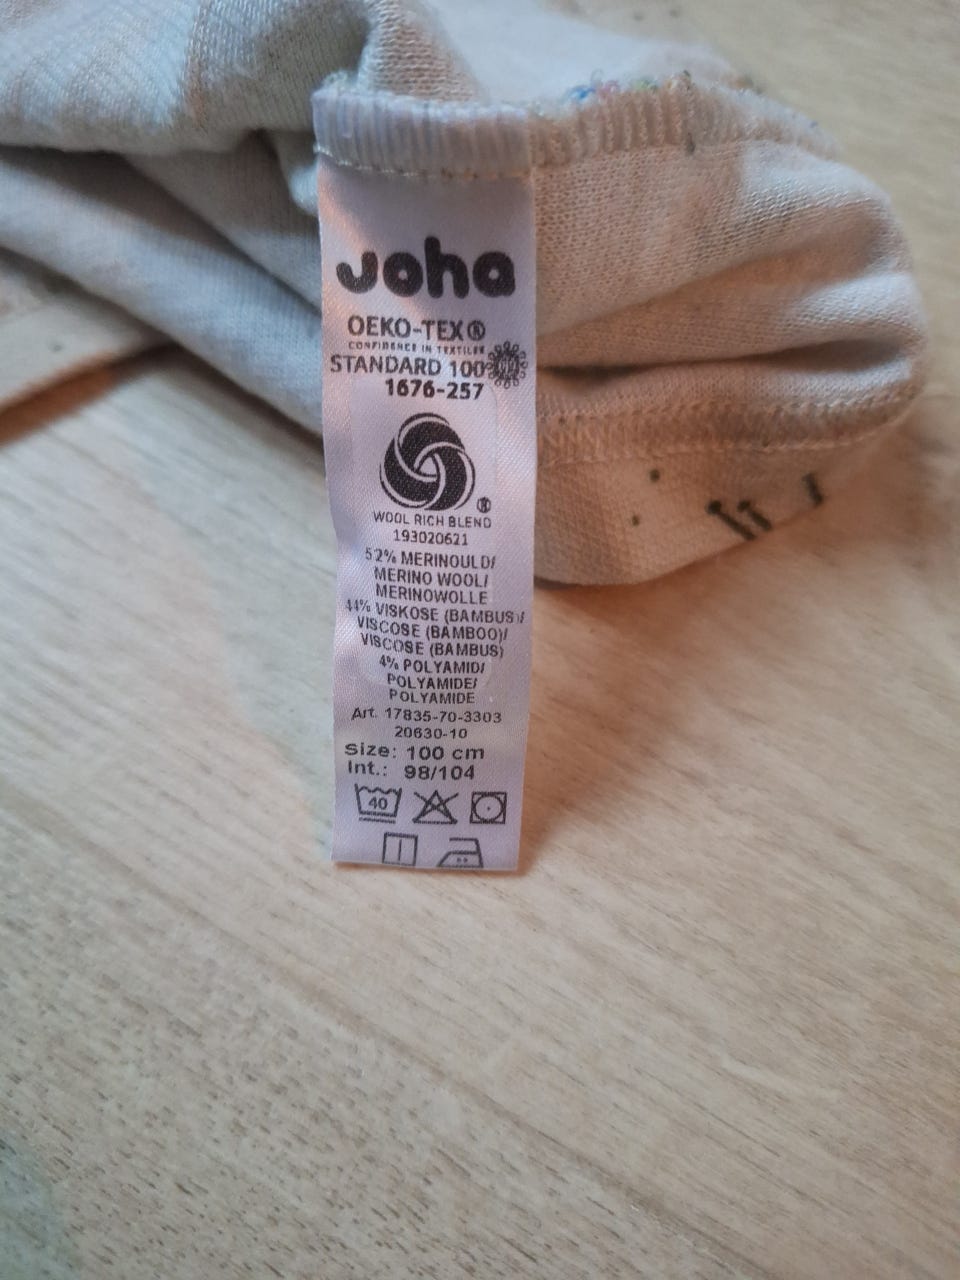 Joha
OEKO-TEX®
CONFIDENCE IN TEXTILES
STANDARD 100
1676-257
®
WOOL RICH BLEND
193020621
52% MERINOULD/
MERINO WOOL/
MERINOWOLLE
44% VISKOSE (BAMBUS)/
VISCOSE (BAMBOO)/
VISCOSE (BAMBUS)
4% POLYAMID/
POLYAMIDE/
POLYAMIDE
Art. 17835-70-3303
20630-10
Size: 100 cm
Int.: 98/104
40